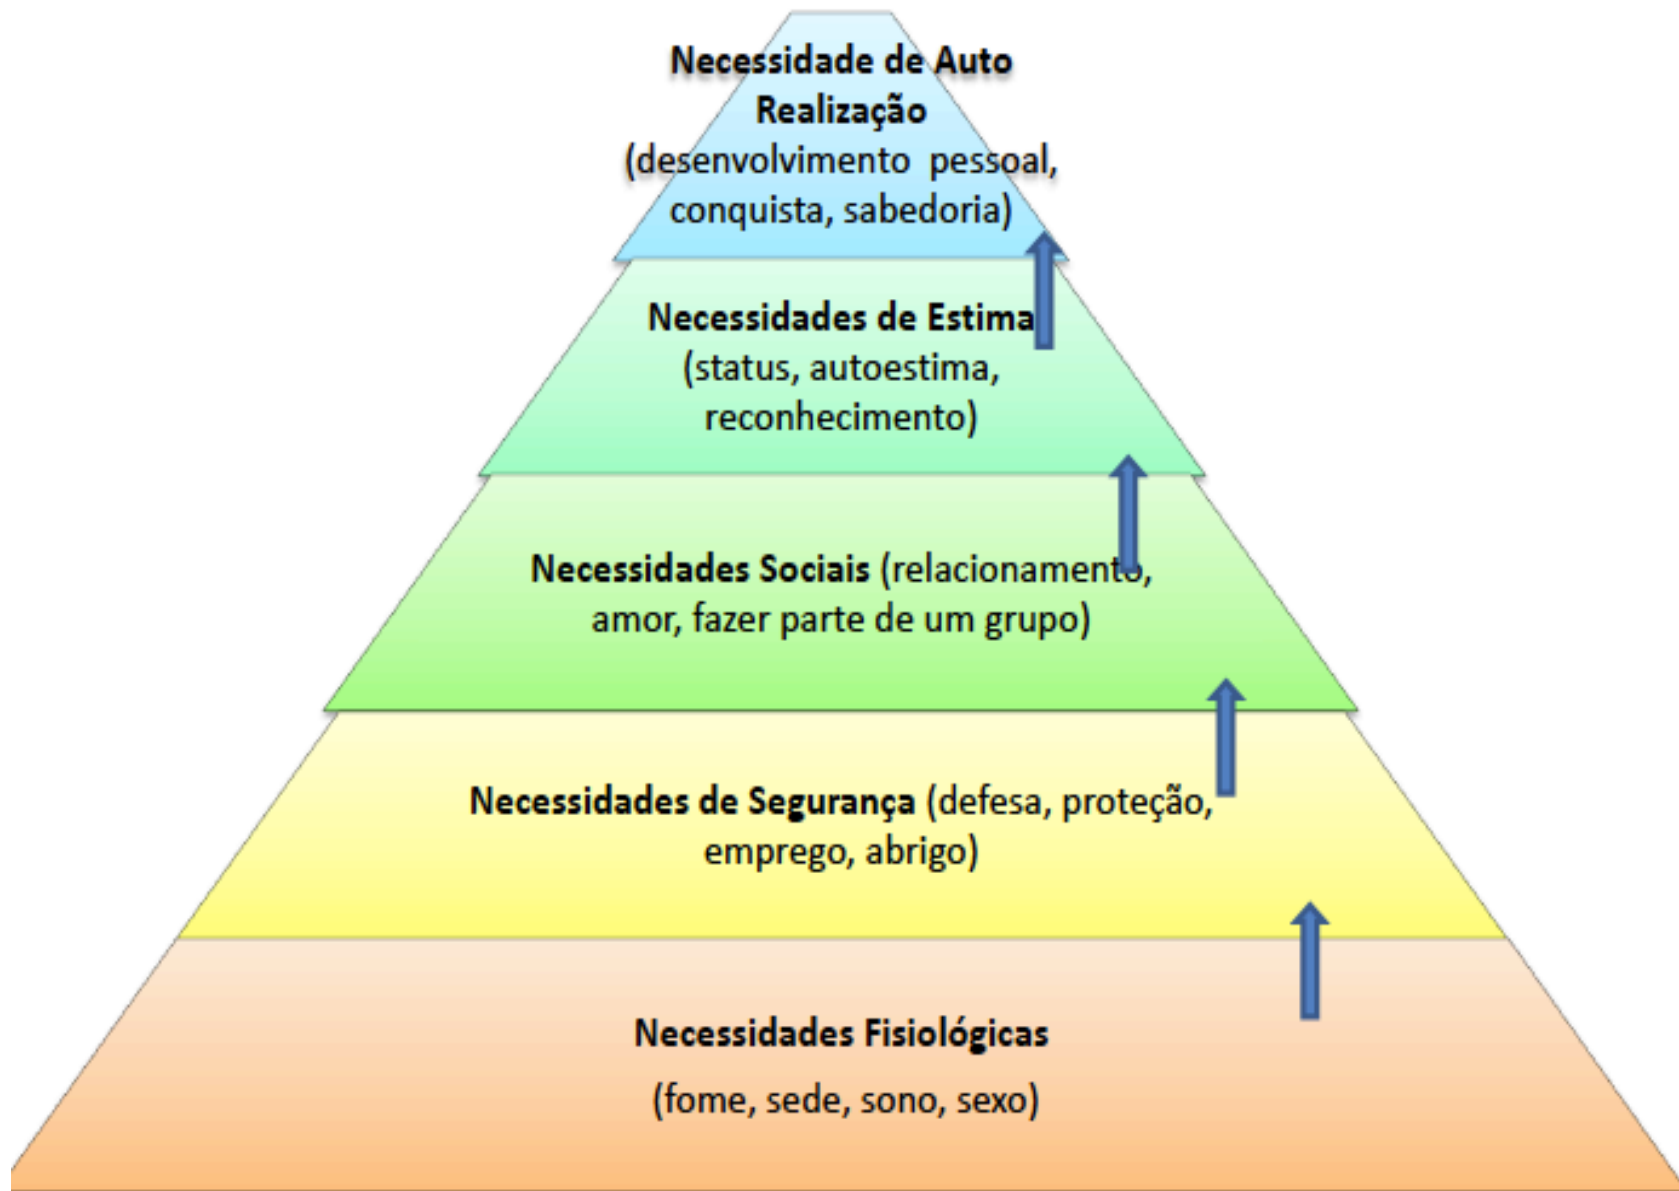 Necessidade de Auto
Realização
(desenvolvimento pessoal,
conquista, sabedoria)
Necessidades de Estima
(status, autoestima,
reconhecimento)
Necessidades Sociais (relacionamento,
amor, fazer parte de um grupo)
Necessidades de Segurança (defesa, proteção,
emprego, abrigo)
Necessidades Fisiológicas
(fome, sede, sono, sexo)